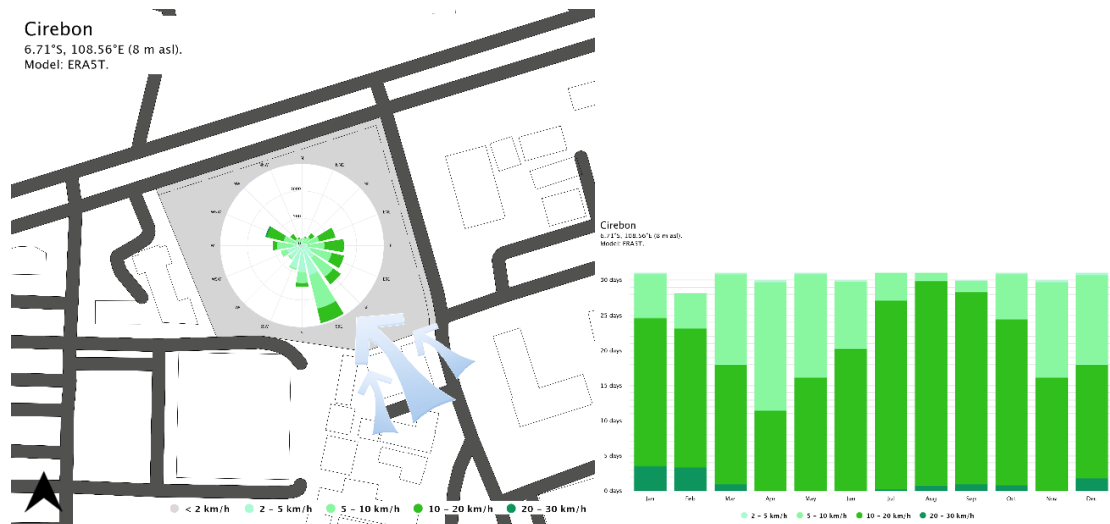 Cirebon
6.71°S, 108.56°E (8 m asl).
Model: ERA5T.
N
E
S
< 2 km/h 2 – 5 km/h 5 – 10 km/h 10 – 20 km/h 20 – 30 km/h
Cirebon
6.71°S, 108.56°E (8 m asl).
Model: ERA5T.
30 days
25 days
20 days
15 days
10 days
5 days
0 days
Jan Feb Mar Apr May Jun Jul Aug Sep Oct Nov Dec
2 – 5 km/h 5 – 10 km/h 10 – 20 km/h 20 – 30 km/h